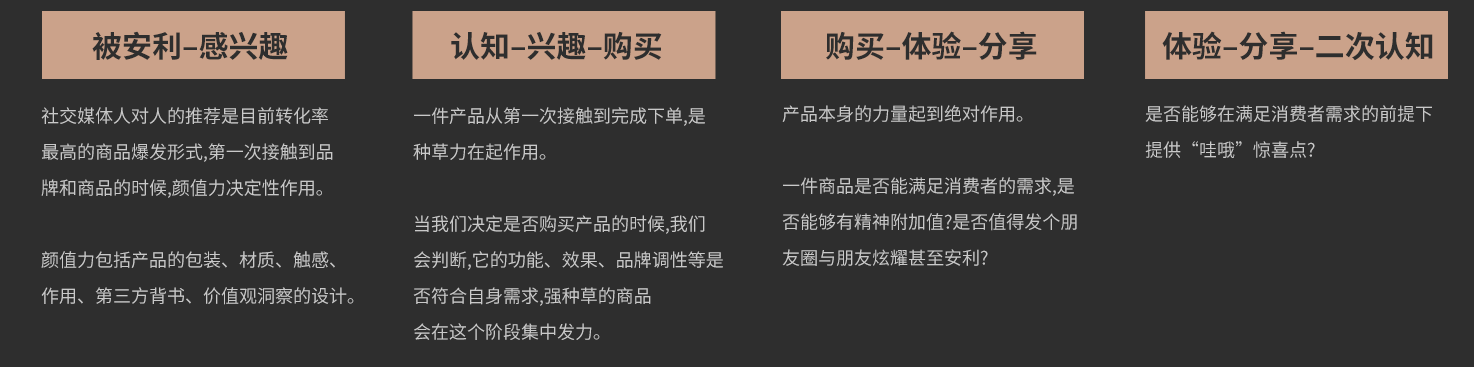 被安利–感兴趣
社交媒体人对人的推荐是目前转化率
最高的商品爆发形式,第一次接触到品
牌和商品的时候,颜值力决定性作用。
颜值力包括产品的包装、材质、触感、
作用、第三方背书、价值观洞察的设计。
认知–兴趣–购买
一件产品从第一次接触到完成下单,是
种草力在起作用。
当我们决定是否购买产品的时候,我们
会判断,它的功能、效果、品牌调性等是
否符合自身需求,强种草的商品
会在这个阶段集中发力。
购买–体验–分享
产品本身的力量起到绝对作用。
一件商品是否能满足消费者的需求,是
否能够有精神附加值?是否值得发个朋
友圈与朋友炫耀甚至安利?
体验–分享–二次认知
是否能够在满足消费者需求的前提下
提供“哇哦”惊喜点?